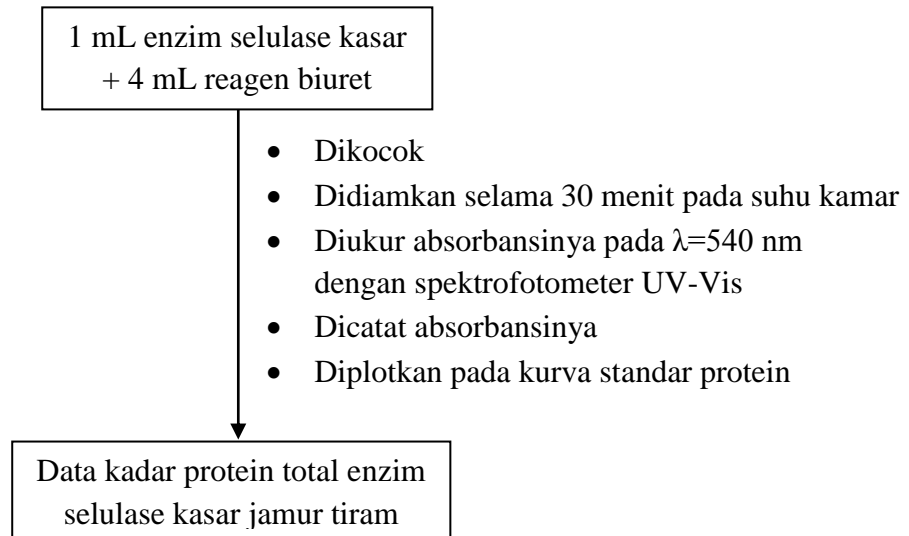 1 mL enzim selulase kasar
+ 4 mL reagen biuret
• Dikocok
• Didiamkan selama 30 menit pada suhu kamar
• Diukur absorbansinya pada λ=540 nm
dengan spektrofotometer UV-Vis
• Dicatat absorbansinya
• Diplotkan pada kurva standar protein
Data kadar protein total enzim
selulase kasar jamur tiram